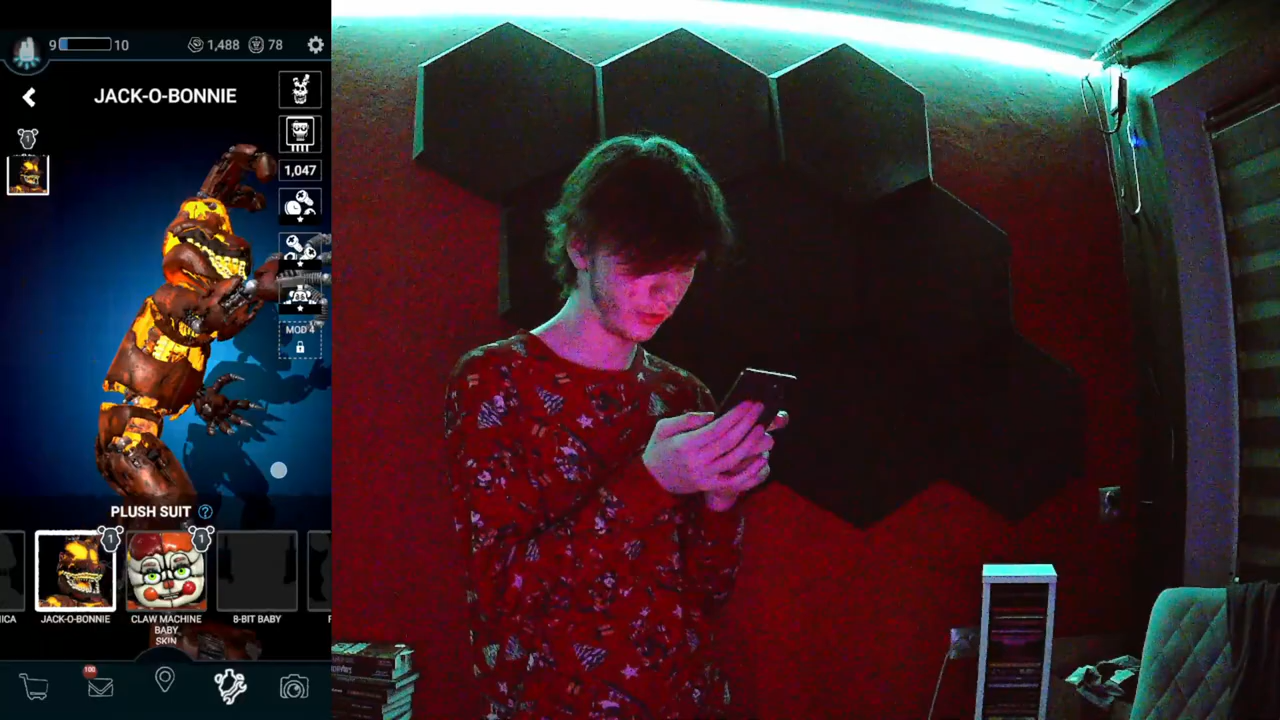 9 10 1,488 78
JACK-O-BONNIE
1,047
MOD 4
PLUSH SUIT ?
ICA JACK-O-BONNIE CLAW MACHINE BABY SKIN 8-BIT BABY
1 1
100